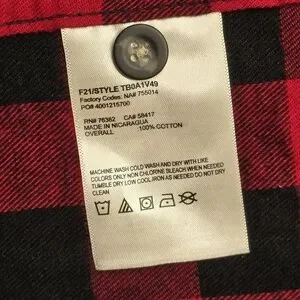 F21/STYLE TB0A1V49
Factory Codes: NA# 755014
PO# 4001215700
RN# 76362 CA# 58417
MADE IN NICARAGUA
OVERALL 100% COTTON
MACHINE WASH COLD WASH AND DRY WITH LIKE
COLORS ONLY NON CHLORINE BLEACH WHEN NEEDED
TUMBLE DRY LOW COOL IRON AS NEEDED DO NOT DRY